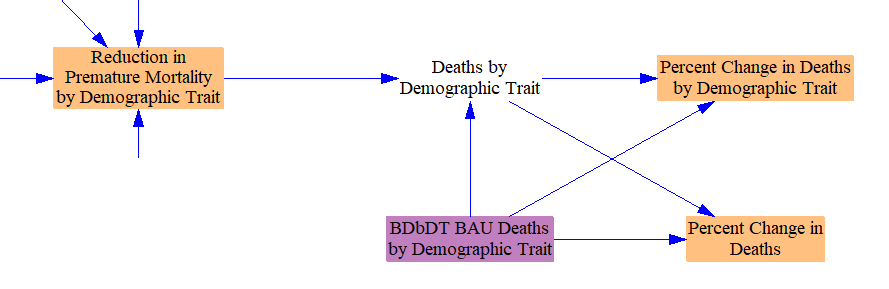 Reduction in
Premature Mortality
by Demographic Trait
Deaths by
Demographic Trait
Percent Change in Deaths
by Demographic Trait
BDbDT BAU Deaths
by Demographic Trait
Percent Change in
Deaths